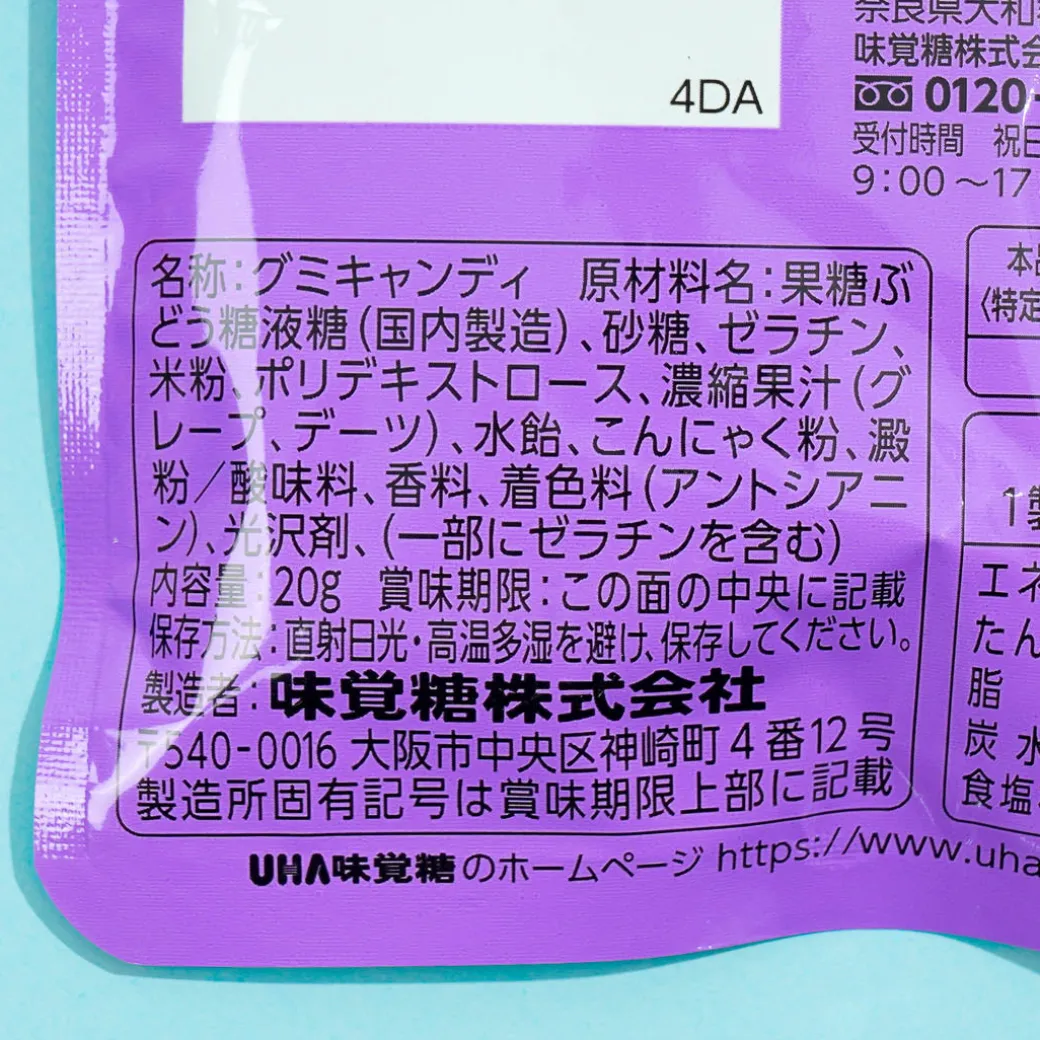 4DA
奈良県大和
味覚糖株式会
0120-
受付時間 祝日
9:00～17
名称:グミキャンディ 原材料名:果糖ぶ
どう糖液糖(国内製造)、砂糖、ゼラチン、
米粉、ポリデキストロース、濃縮果汁(グ
レープ、デーツ)、水飴、こんにゃく粉、澱
粉/酸味料、香料、着色料(アントシアニ
ン)、光沢剤、(一部にゼラチンを含む)
内容量:20g 賞味期限:この面の中央に記載
保存方法:直射日光・高温多湿を避け、保存してください。
製造者:味覚糖株式会社
〒540-0016 大阪市中央区神崎町4番12号
製造所固有記号は賞味期限上部に記載
UHA味覚糖のホームページ https://www.uha
本品
(特定
1製
エネ
たん
脂
炭水
食塩